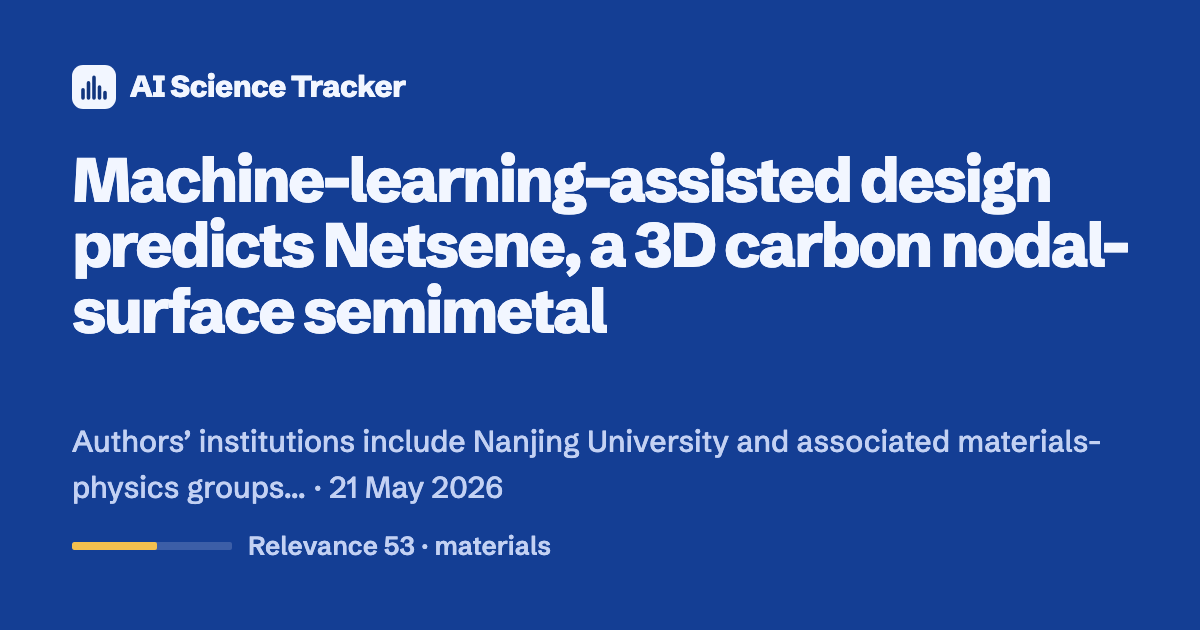 AI Science Tracker
Machine-learning-assisted design
predicts Netsene, a 3D carbon nodal-
surface semimetal
Authors’ institutions include Nanjing University and associated materials-
physics groups… · 21 May 2026
Relevance 53 · materials